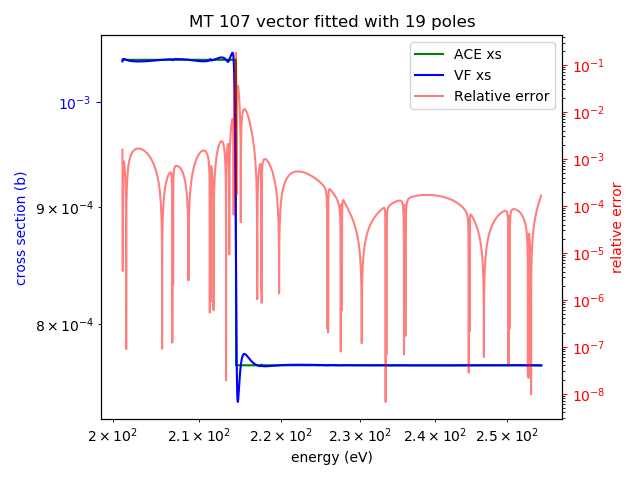 MT 107 vector fitted with 19 poles
ACE xs
VF xs
Relative error
10⁻³
9 × 10⁻⁴
8 × 10⁻⁴
cross section (b)
10⁻¹
10⁻²
10⁻³
10⁻⁴
10⁻⁵
10⁻⁶
10⁻⁷
10⁻⁸
relative error
2 × 10² 2.1 × 10² 2.2 × 10² 2.3 × 10² 2.4 × 10² 2.5 × 10²
energy (eV)